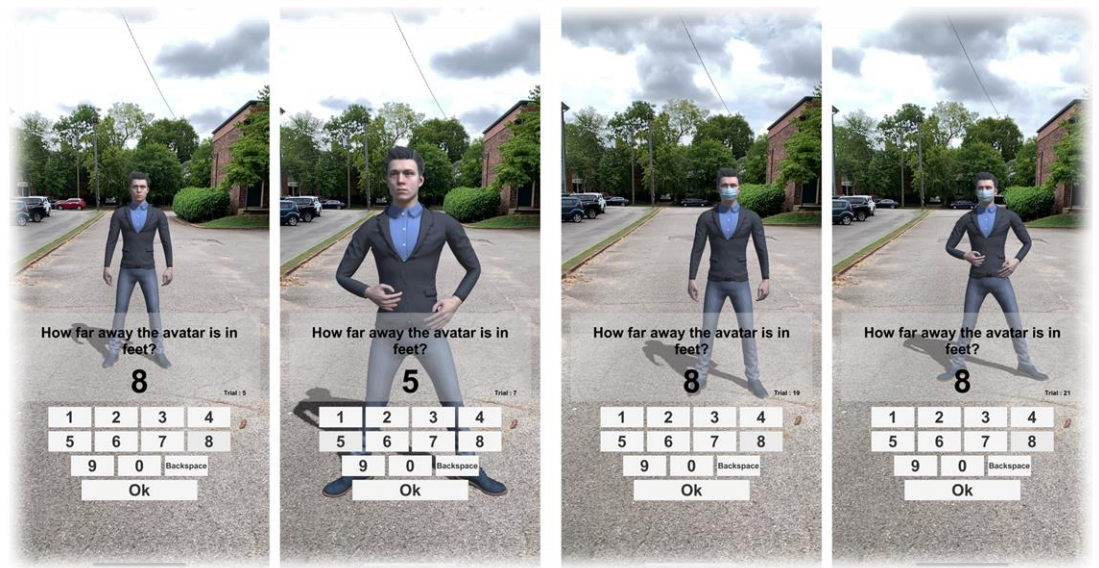 How far away the avatar is in
feet?
8
Trial : 5
1 2 3 4
5 6 7 8
9 0 Backspace
Ok
How far away the avatar is in
feet?
5
Trial : 7
1 2 3 4
5 6 7 8
9 0 Backspace
Ok
How far away the avatar is in
feet?
8
Trial : 19
1 2 3 4
5 6 7 8
9 0 Backspace
Ok
How far away the avatar is in
feet?
8
Trial : 21
1 2 3 4
5 6 7 8
9 0 Backspace
Ok